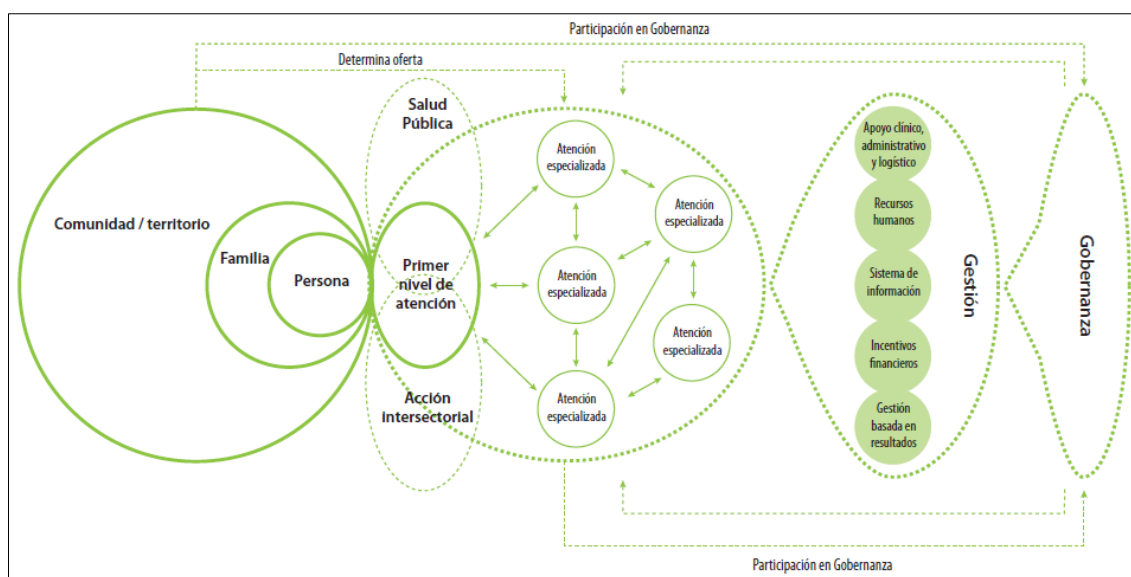 Participación en Gobernanza
Determina oferta
Salud
Pública
Comunidad / territorio
Familia
Persona
Primer
nivel de
atención
Acción
intersectorial
Atención
especializada
Atención
especializada
Atención
especializada
Atención
especializada
Atención
especializada
Apoyo clínico,
administrativo
y logístico
Recursos
humanos
Sistema de
información
Incentivos
financieros
Gestión
basada en
resultados
Gestión
Gobernanza
Participación en Gobernanza